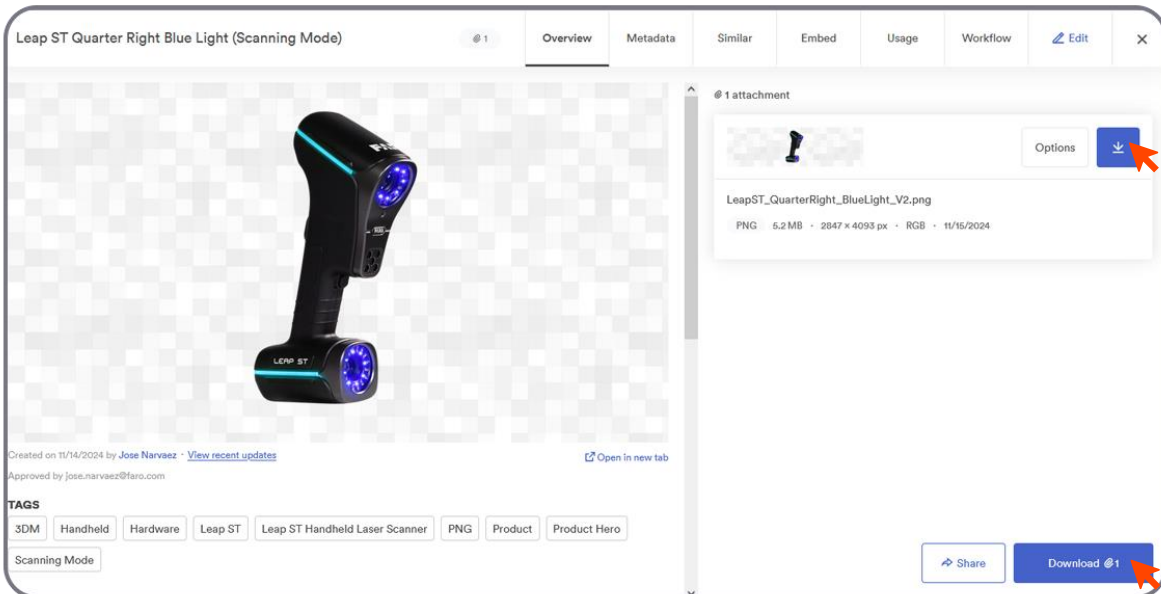 Leap ST Quarter Right Blue Light (Scanning Mode)
1
Overview
Metadata
Similar
Embed
Usage
Workflow
Edit
1 attachment
Options
LeapST_QuarterRight_BlueLight_V2.png
PNG 5.2 MB · 2847 × 4093 px · RGB · 11/15/2024
LEAP ST
Created on 11/14/2024 by Jose Narvaez · View recent updates
Open in new tab
Approved by jose.narvaez@faro.com
TAGS
3DM Handheld Hardware Leap ST Leap ST Handheld Laser Scanner PNG Product Product Hero
Scanning Mode
Share
Download 1